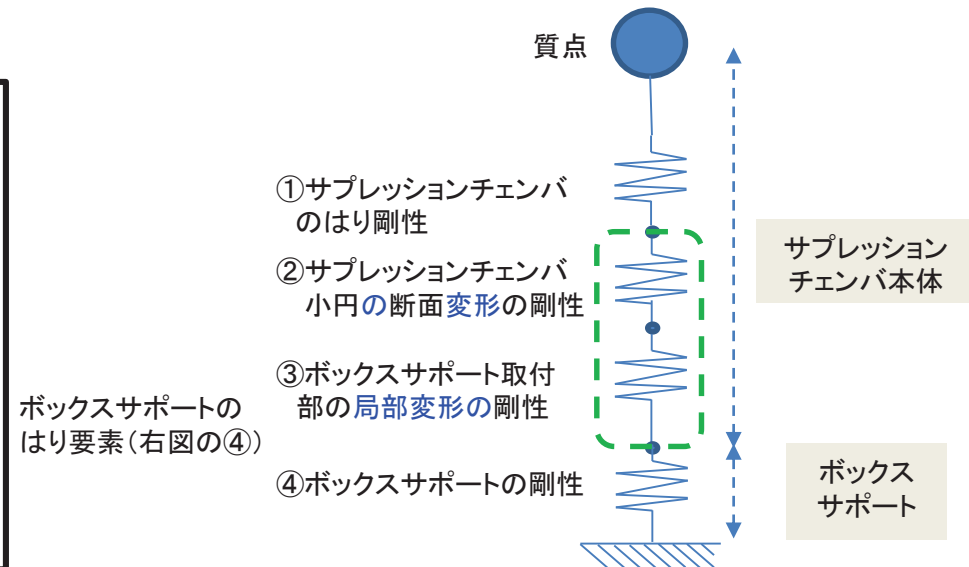 質点
①サプレッションチェンバ
のはり剛性
②サプレッションチェンバ
小円の断面変形の剛性
③ボックスサポート取付
部の局部変形の剛性
④ボックスサポートの剛性
ボックスサポートの
はり要素(右図の④)
サプレッション
チェンバ本体
ボックス
サポート